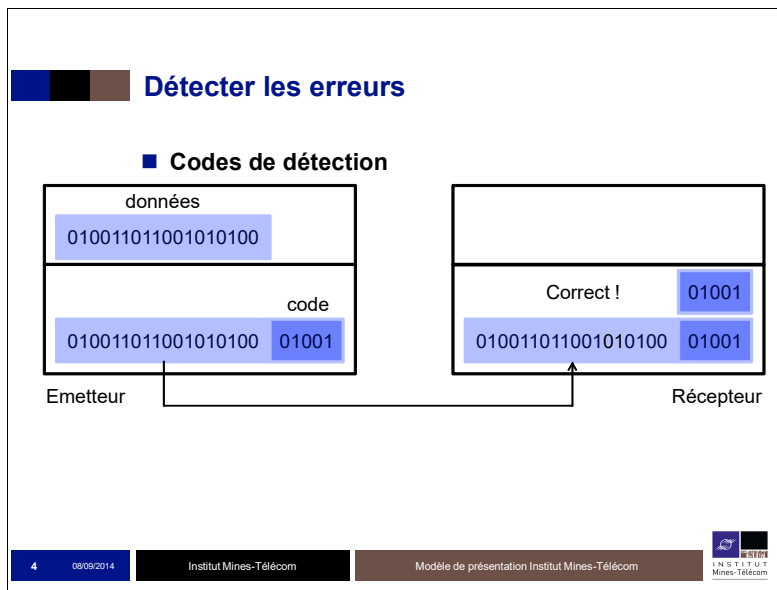 Détecter les erreurs
Codes de détection
données
010011011001010100
code
010011011001010100 01001
Emetteur
Correct ! 01001
010011011001010100 01001
Récepteur
4 08/09/2014 Institut Mines-Télécom Modèle de présentation Institut Mines-Télécom
INSTITUT
Mines-Télécom